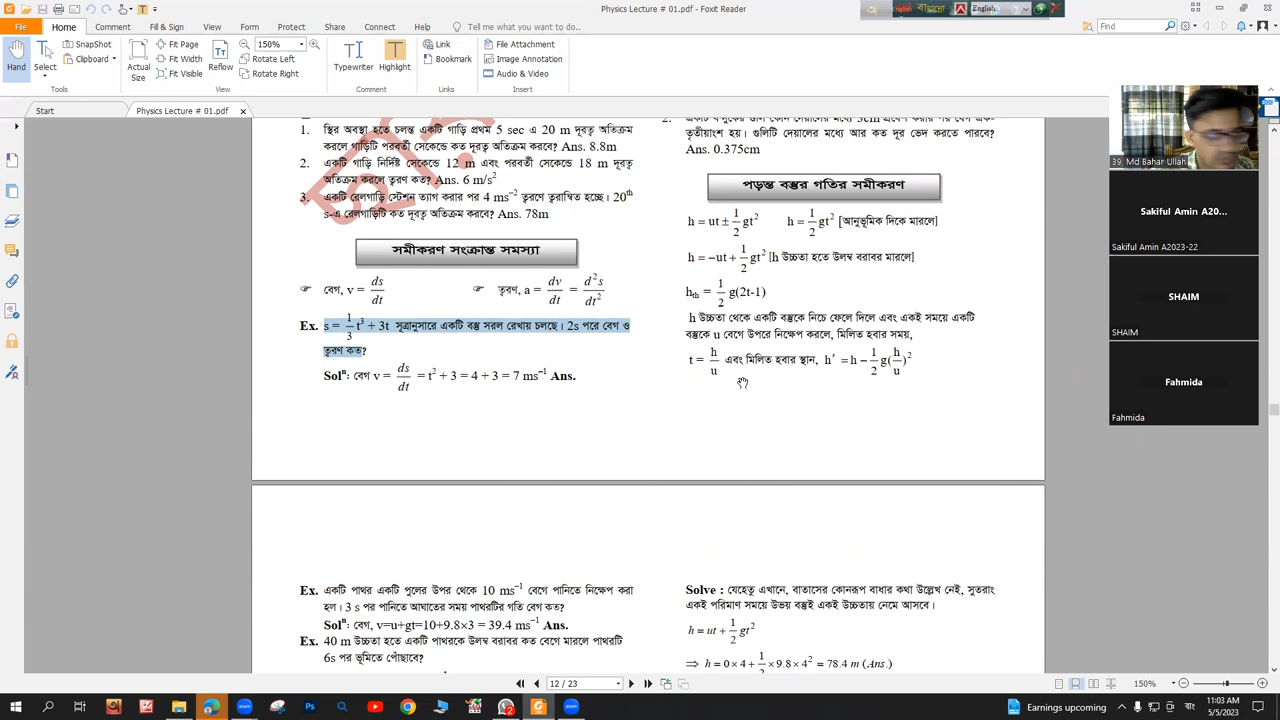 Physics Lecture # 01.pdf - Foxit Reader
বাংলাদেশ English
File Home Comment View Form Protect Share Connect Help Tell me what you want to do...
Find
Hand
Select
SnapShot
Clipboard
Actual Size
Fit Page
Fit Width
Fit Visible
Reflow
150%
Rotate Left
Rotate Right
Typewriter
Highlight
Link
Bookmark
File Attachment
Image Annotation
Audio & Video
Tools View Comment Links Insert
Start Physics Lecture # 01.pdf
1. স্থির অবস্থা হতে চলন্ত একটি গাড়ি প্রথম 5 sec এ 20 m দূরত্ব অতিক্রম
করলে গাড়িটি পরবর্তী সেকেন্ডে কত দূরত্ব অতিক্রম করবে? Ans. 8.8m
2. একটি গাড়ি নির্দিষ্ট সেকেন্ডে 12 m এবং পরবর্তী সেকেন্ডে 18 m দূরত্ব
অতিক্রম করলে ত্বরণ কত? Ans. 6 m/s²
3. একটি রেলগাড়ি স্টেশন ত্যাগ করার পর 4 ms⁻² ত্বরণে ত্বরান্বিত হচ্ছে। 20th
s-এ রেলগাড়িটি কত দূরত্ব অতিক্রম করবে? Ans. 78m
সমীকরণ সংক্রান্ত সমস্যা
☞ বেগ, v = ds/dt ☞ ত্বরণ, a = dv/dt = d²s/dt²
Ex. s = 1/3 t³ + 3t সূত্রানুসারে একটি বস্তু সরল রেখায় চলছে। 2s পরে বেগ ও
ত্বরণ কত?
Solⁿ: বেগ v = ds/dt = t² + 3 = 4 + 3 = 7 ms⁻¹ Ans.
তৃতীয়াংশ হয়। গুলিটি দেয়ালের মধ্যে আর কত দূর ভেদ করতে পারবে?
Ans. 0.375cm
পড়ন্ত বস্তুর গতির সমীকরণ
h = ut ± 1/2 gt² h = 1/2 gt² [আনুভূমিক দিকে মারলে]
h = −ut + 1/2 gt² [h উচ্চতা হতে উলম্ব বরাবর মারলে]
hth = 1/2 g(2t-1)
h উচ্চতা থেকে একটি বস্তুকে নিচে ফেলে দিলে এবং একই সময়ে একটি
বস্তুকে u বেগে উপরে নিক্ষেপ করলে, মিলিত হবার সময়,
t = h/u এবং মিলিত হবার স্থান, h′ = h − 1/2 g(h/u)²
Ex. একটি পাথর একটি পুলের উপর থেকে 10 ms⁻¹ বেগে পানিতে নিক্ষেপ করা
হল। 3 s পর পানিতে আঘাতের সময় পাথরটির গতি বেগ কত?
Solⁿ: বেগ, v=u+gt=10+9.8×3 = 39.4 ms⁻¹ Ans.
Ex. 40 m উচ্চতা হতে একটি পাথরকে উলম্ব বরাবর কত বেগে মারলে পাথরটি
6s পর ভূমিতে পৌঁছাবে?
Solve : যেহেতু এখানে, বাতাসের কোনরূপ বাধার কথা উল্লেখ নেই, সুতরাং
একই পরিমাণ সময়ে উভয় বস্তুই একই উচ্চতায় নেমে আসবে।
h = ut + 1/2 gt²
⇒ h = 0×4 + 1/2 ×9.8×4² = 78.4 m (Ans.)
39_Md Bahar Ullah
Sakiful Amin A20...
Sakiful Amin A2023-22
SHAIM
SHAIM
Fahmida
Fahmida
12 / 23
150%
Earnings upcoming
11:03 AM
5/5/2023